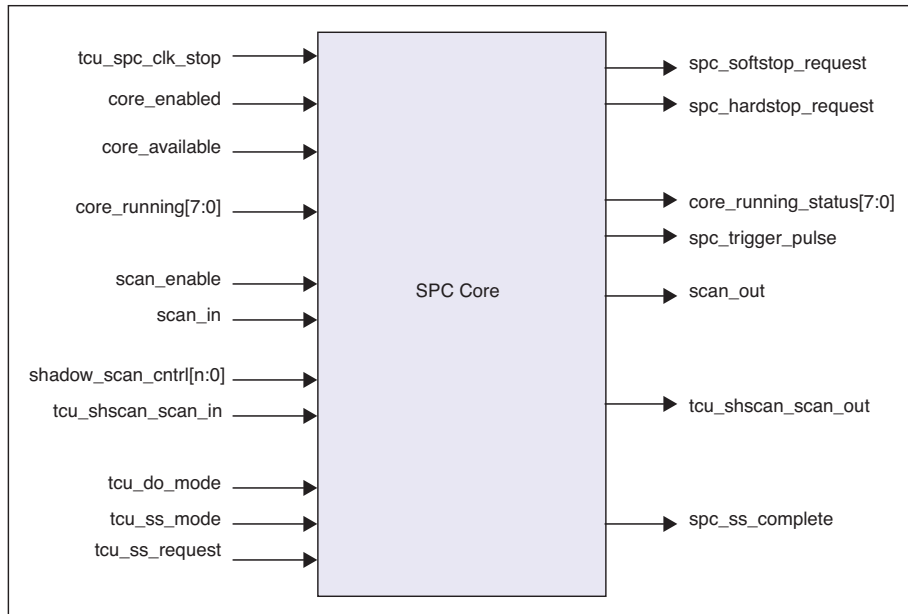 tcu_spc_clk_stop
core_enabled
core_available
core_running[7:0]
scan_enable
scan_in
shadow_scan_cntrl[n:0]
tcu_shscan_scan_in
tcu_do_mode
tcu_ss_mode
tcu_ss_request
SPC Core
spc_softstop_request
spc_hardstop_request
core_running_status[7:0]
spc_trigger_pulse
scan_out
tcu_shscan_scan_out
spc_ss_complete